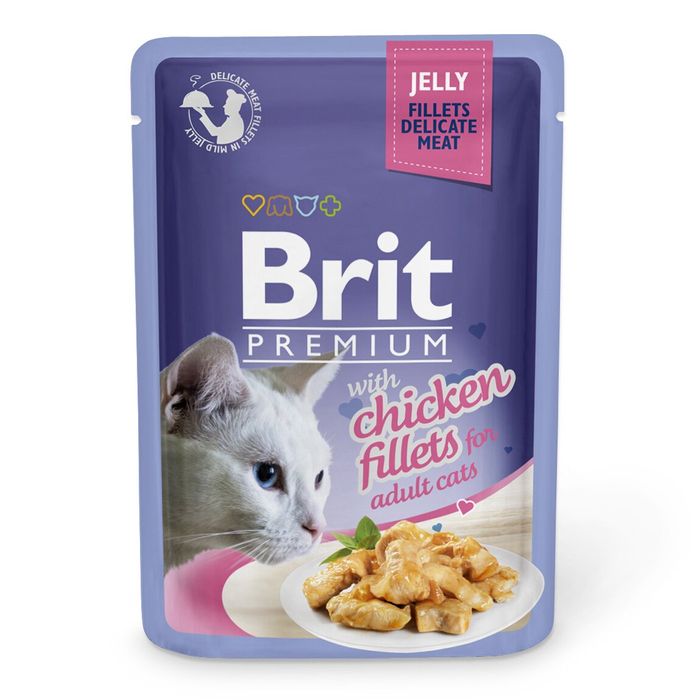 DELICATE MEAT FILLETS IN MILD JELLY
JELLY
FILLETS
DELICATE
MEAT
Brit
PREMIUM
with
chicken
fillets for
adult cats